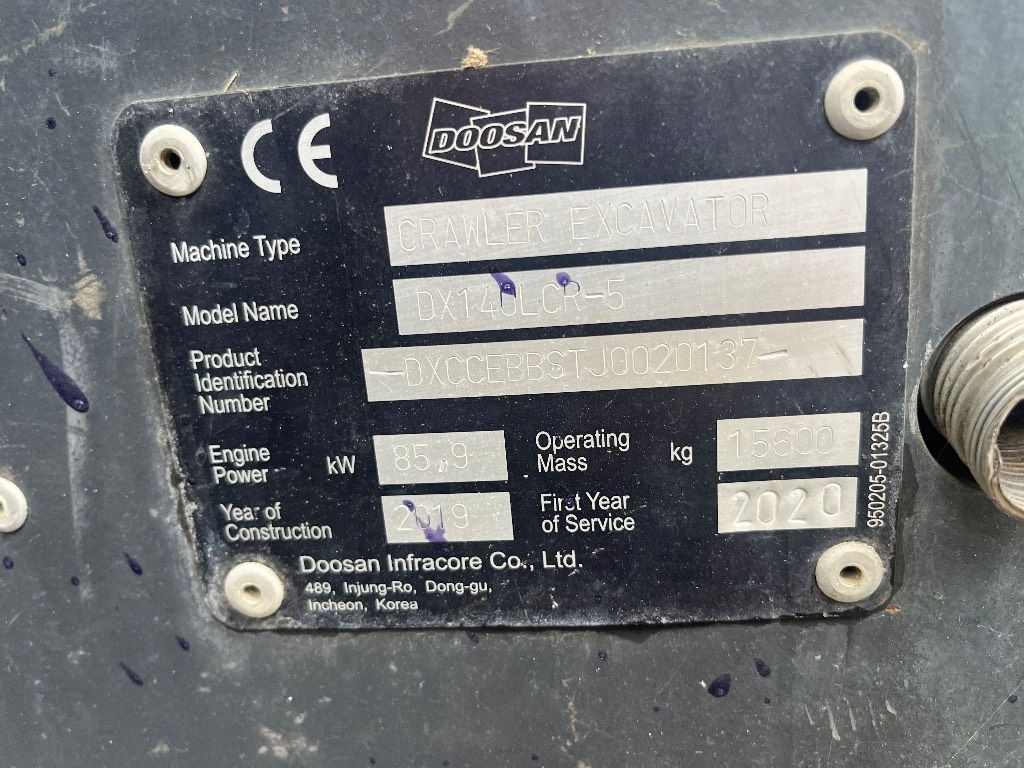 CE
DOOSAN
Machine Type CRAWLER EXCAVATOR
Model Name DX140LCR-5
Product
Identification
Number
-DXCCEBBSTJ0020137-
Engine
Power
kW 85.9
Operating
Mass
kg 15600
Year of
Construction
2019
First Year
of Service
2020
950205-01325B
Doosan Infracore Co., Ltd.
489, Injung-Ro, Dong-gu,
Incheon, Korea